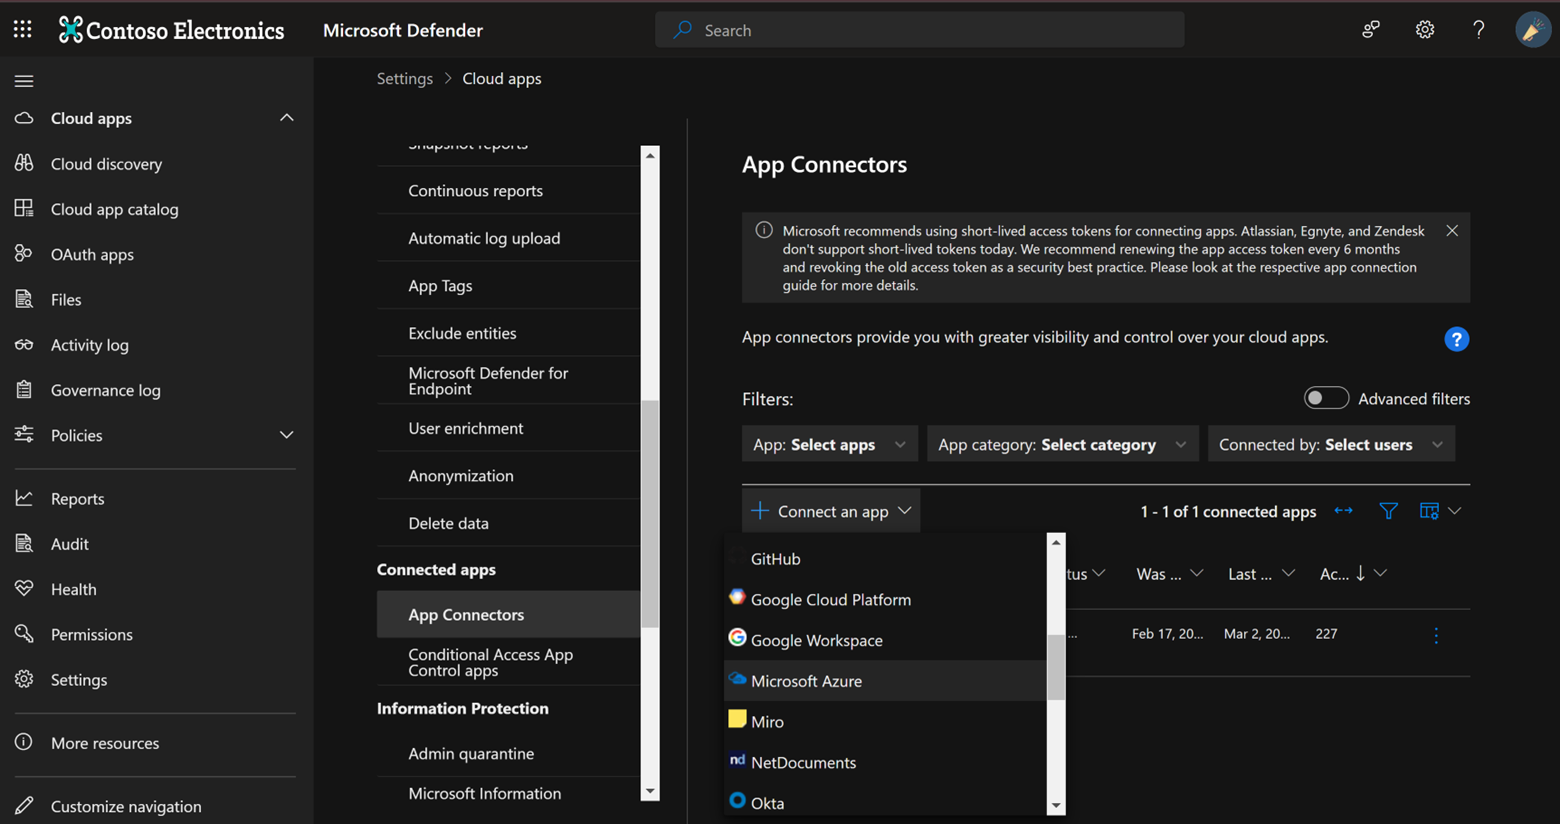 Contoso Electronics
Microsoft Defender
Search
Cloud apps
Cloud discovery
Cloud app catalog
OAuth apps
Files
Activity log
Governance log
Policies
Reports
Audit
Health
Permissions
Settings
More resources
Customize navigation
Settings > Cloud apps
Snapshot reports
Continuous reports
Automatic log upload
App Tags
Exclude entities
Microsoft Defender for
Endpoint
User enrichment
Anonymization
Delete data
Connected apps
App Connectors
Conditional Access App
Control apps
Information Protection
Admin quarantine
Microsoft Information
App Connectors
Microsoft recommends using short-lived access tokens for connecting apps. Atlassian, Egnyte, and Zendesk
don't support short-lived tokens today. We recommend renewing the app access token every 6 months
and revoking the old access token as a security best practice. Please look at the respective app connection
guide for more details.
App connectors provide you with greater visibility and control over your cloud apps.
Filters:
Advanced filters
App: Select apps
App category: Select category
Connected by: Select users
Connect an app
1 - 1 of 1 connected apps
tus
Was ...
Last ...
Ac...
...
Feb 17, 20...
Mar 2, 20...
227
GitHub
Google Cloud Platform
Google Workspace
Microsoft Azure
Miro
nd NetDocuments
Okta